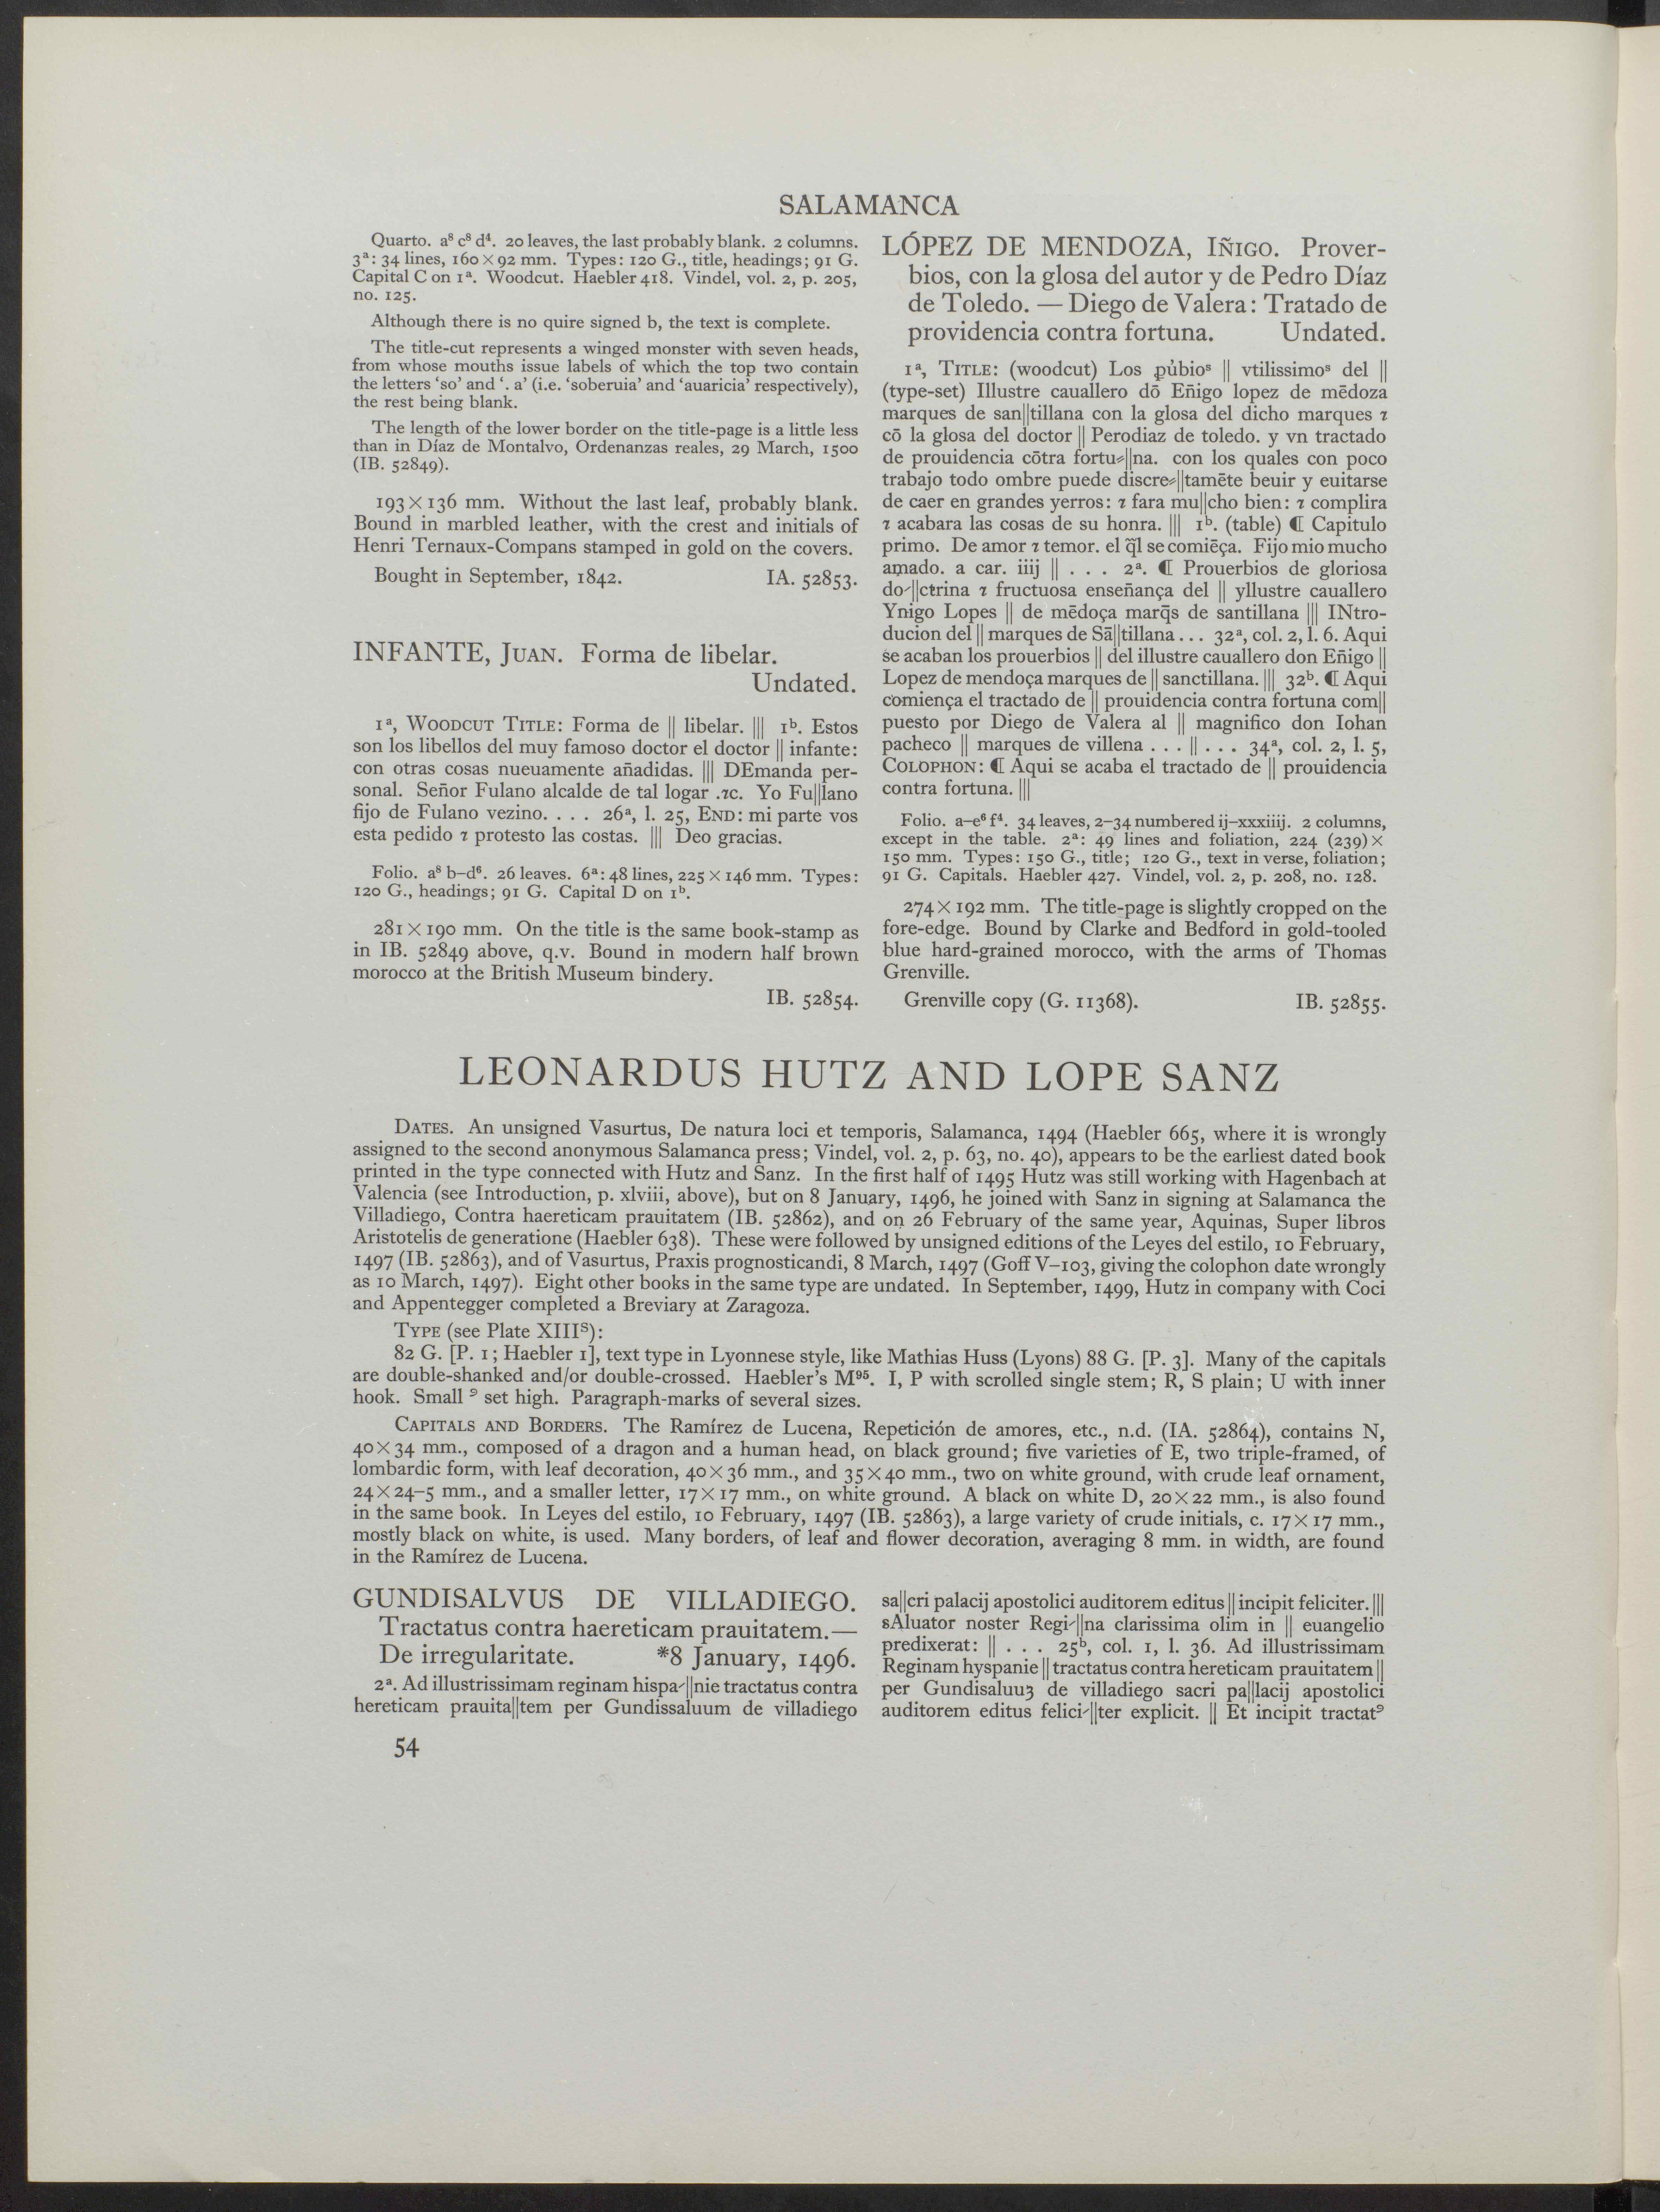 SALAMANCA
Quarto. a⁸ c⁸ d⁴. 20 leaves, the last probably blank. 2 columns.
3ᵃ: 34 lines, 160 × 92 mm. Types: 120 G., title, headings; 91 G.
Capital C on 1ᵃ. Woodcut. Haebler 418. Vindel, vol. 2, p. 205,
no. 125.
Although there is no quire signed b, the text is complete.
The title-cut represents a winged monster with seven heads,
from whose mouths issue labels of which the top two contain
the letters ‘so’ and ‘. a’ (i.e. ‘soberuia’ and ‘auaricia’ respectively),
the rest being blank.
The length of the lower border on the title-page is a little less
than in Díaz de Montalvo, Ordenanzas reales, 29 March, 1500
(IB. 52849).
193 × 136 mm. Without the last leaf, probably blank.
Bound in marbled leather, with the crest and initials of
Henri Ternaux-Compans stamped in gold on the covers.
Bought in September, 1842. IA. 52853.
INFANTE, Juan. Forma de libelar.
Undated.
1ᵃ, Woodcut Title: Forma de || libelar. ||| 1ᵇ. Estos
son los libellos del muy famoso doctor el doctor || infante:
con otras cosas nueuamente añadidas. ||| DEmanda per-
sonal. Señor Fulano alcalde de tal logar .⁊c. Yo Fu||lano
fijo de Fulano vezino. . . . 26ᵃ, l. 25, End: mi parte vos
esta pedido ⁊ protesto las costas. ||| Deo gracias.
Folio. a⁸ b–d⁶. 26 leaves. 6ᵃ: 48 lines, 225 × 146 mm. Types:
120 G., headings; 91 G. Capital D on 1ᵇ.
281 × 190 mm. On the title is the same book-stamp as
in IB. 52849 above, q.v. Bound in modern half brown
morocco at the British Museum bindery.
IB. 52854.
LÓPEZ DE MENDOZA, Iñigo. Prover-
bios, con la glosa del autor y de Pedro Díaz
de Toledo. — Diego de Valera: Tratado de
providencia contra fortuna. Undated.
1ᵃ, Title: (woodcut) Los ꝓu̓bioˢ || vtilissimoˢ del ||
(type-set) Illustre cauallero dō Eñigo lopez de mēdoza
marques de san||tillana con la glosa del dicho marques ⁊
cō la glosa del doctor || Perodiaz de toledo. y vn tractado
de prouidencia cōtra fortu⸗||na. con los quales con poco
trabajo todo ombre puede discre⸗||tamēte beuir y euitarse
de caer en grandes yerros: ⁊ fara mu||cho bien: ⁊ complira
⁊ acabara las cosas de su honra. ||| 1ᵇ. (table) ⁋ Capitulo
primo. De amor ⁊ temor. el q̃l se comiēça. Fijo mio mucho
amado. a car. iiij || . . . 2ᵃ. ⁋ Prouerbios de gloriosa
do⸗||ctrina ⁊ fructuosa enseñança del || yllustre cauallero
Ynigo Lopes || de mēdoça marq̄s de santillana ||| INtro-
ducion del || marques de Sā||tillana . . . 32ᵃ, col. 2, l. 6. Aqui
se acaban los prouerbios || del illustre cauallero don Eñigo ||
Lopez de mendoça marques de || sanctillana. ||| 32ᵇ. ⁋ Aqui
comiença el tractado de || prouidencia contra fortuna com||
puesto por Diego de Valera al || magnifico don Iohan
pacheco || marques de villena . . . || . . . 34ᵃ, col. 2, l. 5,
Colophon: ⁋ Aqui se acaba el tractado de || prouidencia
contra fortuna. |||
Folio. a–e⁶ f⁴. 34 leaves, 2–34 numbered ij–xxxiiij. 2 columns,
except in the table. 2ᵃ: 49 lines and foliation, 224 (239) ×
150 mm. Types: 150 G., title; 120 G., text in verse, foliation;
91 G. Capitals. Haebler 427. Vindel, vol. 2, p. 208, no. 128.
274 × 192 mm. The title-page is slightly cropped on the
fore-edge. Bound by Clarke and Bedford in gold-tooled
blue hard-grained morocco, with the arms of Thomas
Grenville.
Grenville copy (G. 11368). IB. 52855.
LEONARDUS HUTZ AND LOPE SANZ
Dates. An unsigned Vasurtus, De natura loci et temporis, Salamanca, 1494 (Haebler 665, where it is wrongly
assigned to the second anonymous Salamanca press; Vindel, vol. 2, p. 63, no. 40), appears to be the earliest dated book
printed in the type connected with Hutz and Sanz. In the first half of 1495 Hutz was still working with Hagenbach at
Valencia (see Introduction, p. xlviii, above), but on 8 January, 1496, he joined with Sanz in signing at Salamanca the
Villadiego, Contra haereticam prauitatem (IB. 52862), and on 26 February of the same year, Aquinas, Super libros
Aristotelis de generatione (Haebler 638). These were followed by unsigned editions of the Leyes del estilo, 10 February,
1497 (IB. 52863), and of Vasurtus, Praxis prognosticandi, 8 March, 1497 (Goff V–103, giving the colophon date wrongly
as 10 March, 1497). Eight other books in the same type are undated. In September, 1499, Hutz in company with Coci
and Appentegger completed a Breviary at Zaragoza.
Type (see Plate XIIIˢ):
82 G. [P. 1; Haebler 1], text type in Lyonnese style, like Mathias Huss (Lyons) 88 G. [P. 3]. Many of the capitals
are double-shanked and/or double-crossed. Haebler's M⁹⁵. I, P with scrolled single stem; R, S plain; U with inner
hook. Small ꝰ set high. Paragraph-marks of several sizes.
Capitals and Borders. The Ramírez de Lucena, Repetición de amores, etc., n.d. (IA. 52864), contains N,
40 × 34 mm., composed of a dragon and a human head, on black ground; five varieties of E, two triple-framed, of
lombardic form, with leaf decoration, 40 × 36 mm., and 35 × 40 mm., two on white ground, with crude leaf ornament,
24 × 24–5 mm., and a smaller letter, 17 × 17 mm., on white ground. A black on white D, 20 × 22 mm., is also found
in the same book. In Leyes del estilo, 10 February, 1497 (IB. 52863), a large variety of crude initials, c. 17 × 17 mm.,
mostly black on white, is used. Many borders, of leaf and flower decoration, averaging 8 mm. in width, are found
in the Ramírez de Lucena.
GUNDISALVUS DE VILLADIEGO.
Tractatus contra haereticam prauitatem.—
De irregularitate. *8 January, 1496.
2ᵃ. Ad illustrissimam reginam hispa⸗||nie tractatus contra
hereticam prauita||tem per Gundissaluum de villadiego
sa||cri palacij apostolici auditorem editus || incipit feliciter. |||
sAluator noster Regi⸗||na clarissima olim in || euangelio
predixerat: || . . . 25ᵇ, col. 1, l. 36. Ad illustrissimam
Reginam hyspanie || tractatus contra hereticam prauitatem ||
per Gundisaluuꝫ de villadiego sacri pa||lacij apostolici
auditorem editus felici⸗||ter explicit. || Et incipit tractatꝰ
54